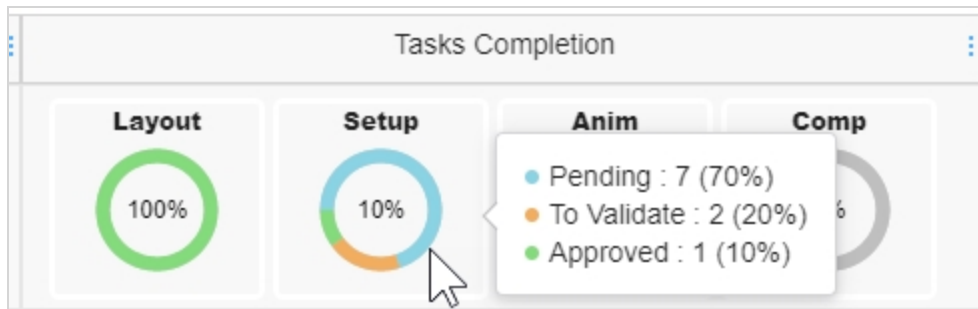 Tasks Completion
Layout
Setup
Anim
Comp
100%
10%
%
Pending : 7 (70%)
To Validate : 2 (20%)
Approved : 1 (10%)